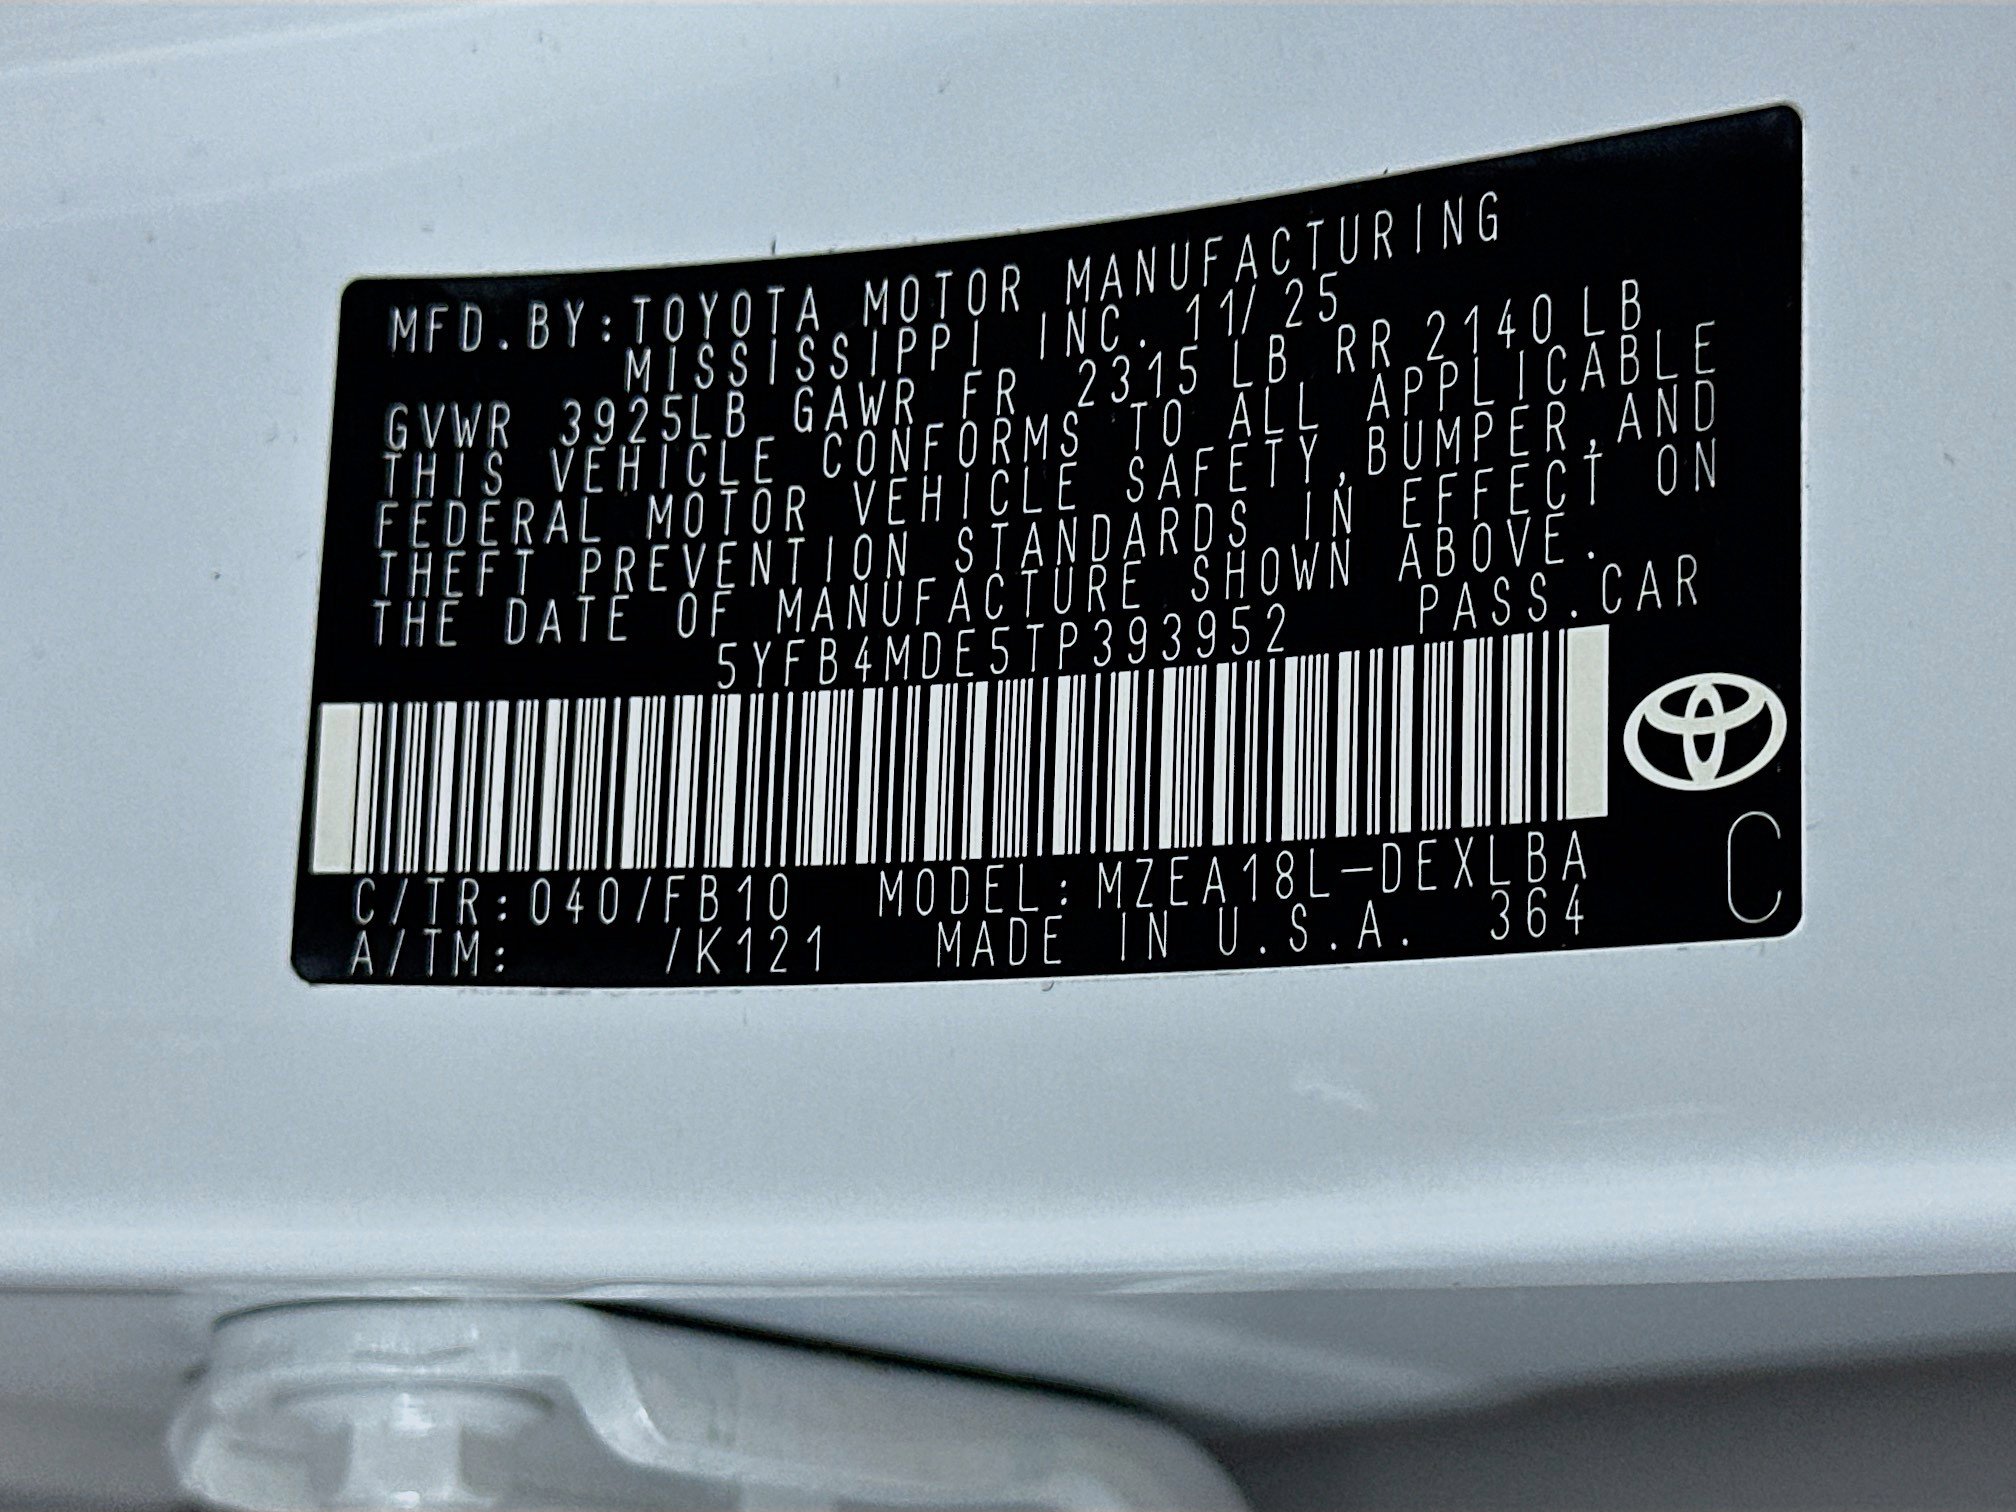 MFD.BY:TOYOTA MOTOR MANUFACTURING
MISSISSIPPI INC. 11/25
GVWR 3925LB GAWR FR 2315 LB RR 2140LB
THIS VEHICLE CONFORMS TO ALL APPLICABLE
FEDERAL MOTOR VEHICLE SAFETY,BUMPER,AND
THEFT PREVENTION STANDARDS IN EFFECT ON
THE DATE OF MANUFACTURE SHOWN ABOVE.
5YFB4MDE5TP393952 PASS.CAR
C/TR:040/FB10 MODEL:MZEA18L-DEXLBA
A/TM: /K121 MADE IN U.S.A. 364
C